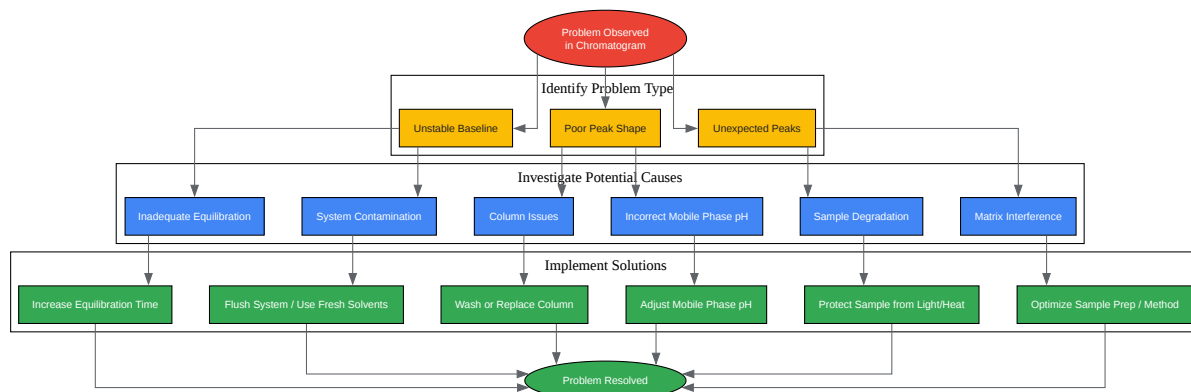 Problem Observed
in Chromatogram
Identify Problem Type
Unstable Baseline
Poor Peak Shape
Unexpected Peaks
Investigate Potential Causes
Inadequate Equilibration
System Contamination
Column Issues
Incorrect Mobile Phase pH
Sample Degradation
Matrix Interference
Implement Solutions
Increase Equilibration Time
Flush System / Use Fresh Solvents
Wash or Replace Column
Adjust Mobile Phase pH
Protect Sample from Light/Heat
Optimize Sample Prep / Method
Problem Resolved